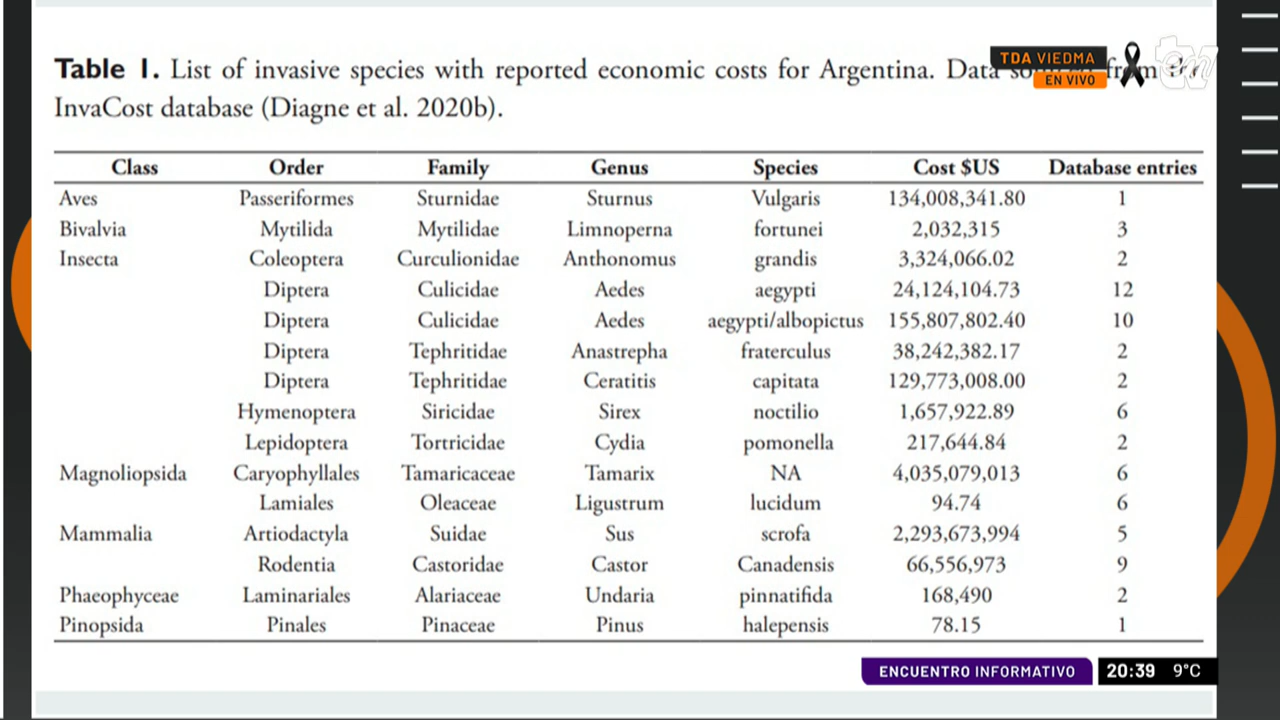 Table 1. List of invasive species with reported economic costs for Argentina. Data from
InvaCost database (Diagne et al. 2020b).
TDA VIEDMA
EN VIVO
Class Order Family Genus Species Cost $US Database entries
Aves Passeriformes Sturnidae Sturnus Vulgaris 134,008,341.80 1
Bivalvia Mytilida Mytilidae Limnoperna fortunei 2,032,315 3
Insecta Coleoptera Curculionidae Anthonomus grandis 3,324,066.02 2
Diptera Culicidae Aedes aegypti 24,124,104.73 12
Diptera Culicidae Aedes aegypti/albopictus 155,807,802.40 10
Diptera Tephritidae Anastrepha fraterculus 38,242,382.17 2
Diptera Tephritidae Ceratitis capitata 129,773,008.00 2
Hymenoptera Siricidae Sirex noctilio 1,657,922.89 6
Lepidoptera Tortricidae Cydia pomonella 217,644.84 2
Magnoliopsida Caryophyllales Tamaricaceae Tamarix NA 4,035,079,013 6
Lamiales Oleaceae Ligustrum lucidum 94.74 6
Mammalia Artiodactyla Suidae Sus scrofa 2,293,673,994 5
Rodentia Castoridae Castor Canadensis 66,556,973 9
Phaeophyceae Laminariales Alariaceae Undaria pinnatifida 168,490 2
Pinopsida Pinales Pinaceae Pinus halepensis 78.15 1
ENCUENTRO INFORMATIVO 20:39 9°C